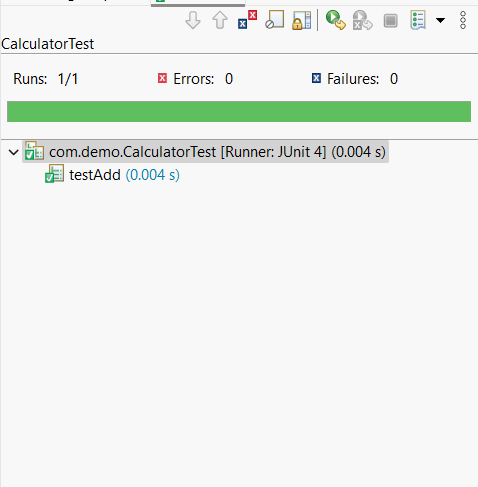 CalculatorTest
Runs: 1/1 Errors: 0 Failures: 0
com.demo.CalculatorTest [Runner: JUnit 4] (0.004 s)
testAdd (0.004 s)